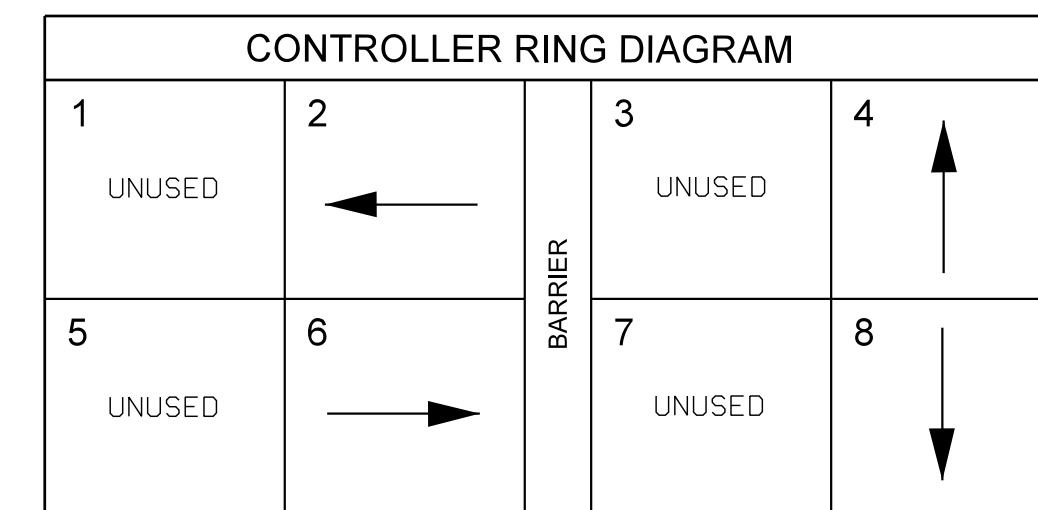 CONTROLLER RING DIAGRAM
1
UNUSED
2
BARRIER
3
UNUSED
4
5
UNUSED
6
7
UNUSED
8